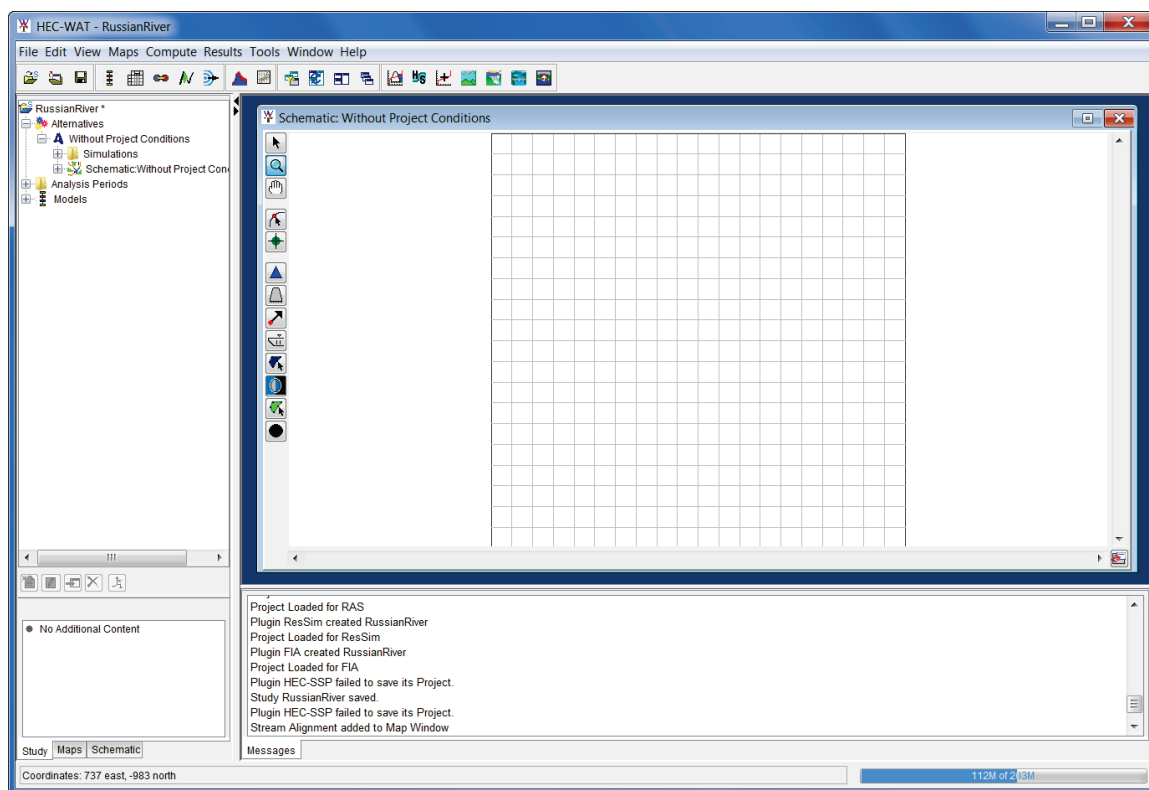 HEC-WAT - RussianRiver
File Edit View Maps Compute Results Tools Window Help
RussianRiver*
Alternatives
A Without Project Conditions
Simulations
Schematic:Without Project Con
Analysis Periods
Models
No Additional Content
Study Maps Schematic
Schematic: Without Project Conditions
Project Loaded for RAS
Plugin ResSim created RussianRiver
Project Loaded for ResSim
Plugin FIA created RussianRiver
Project Loaded for FIA
Plugin HEC-SSP failed to save its Project.
Study RussianRiver saved.
Plugin HEC-SSP failed to save its Project.
Stream Alignment added to Map Window
Messages
Coordinates: 737 east, -983 north
112M of 203M